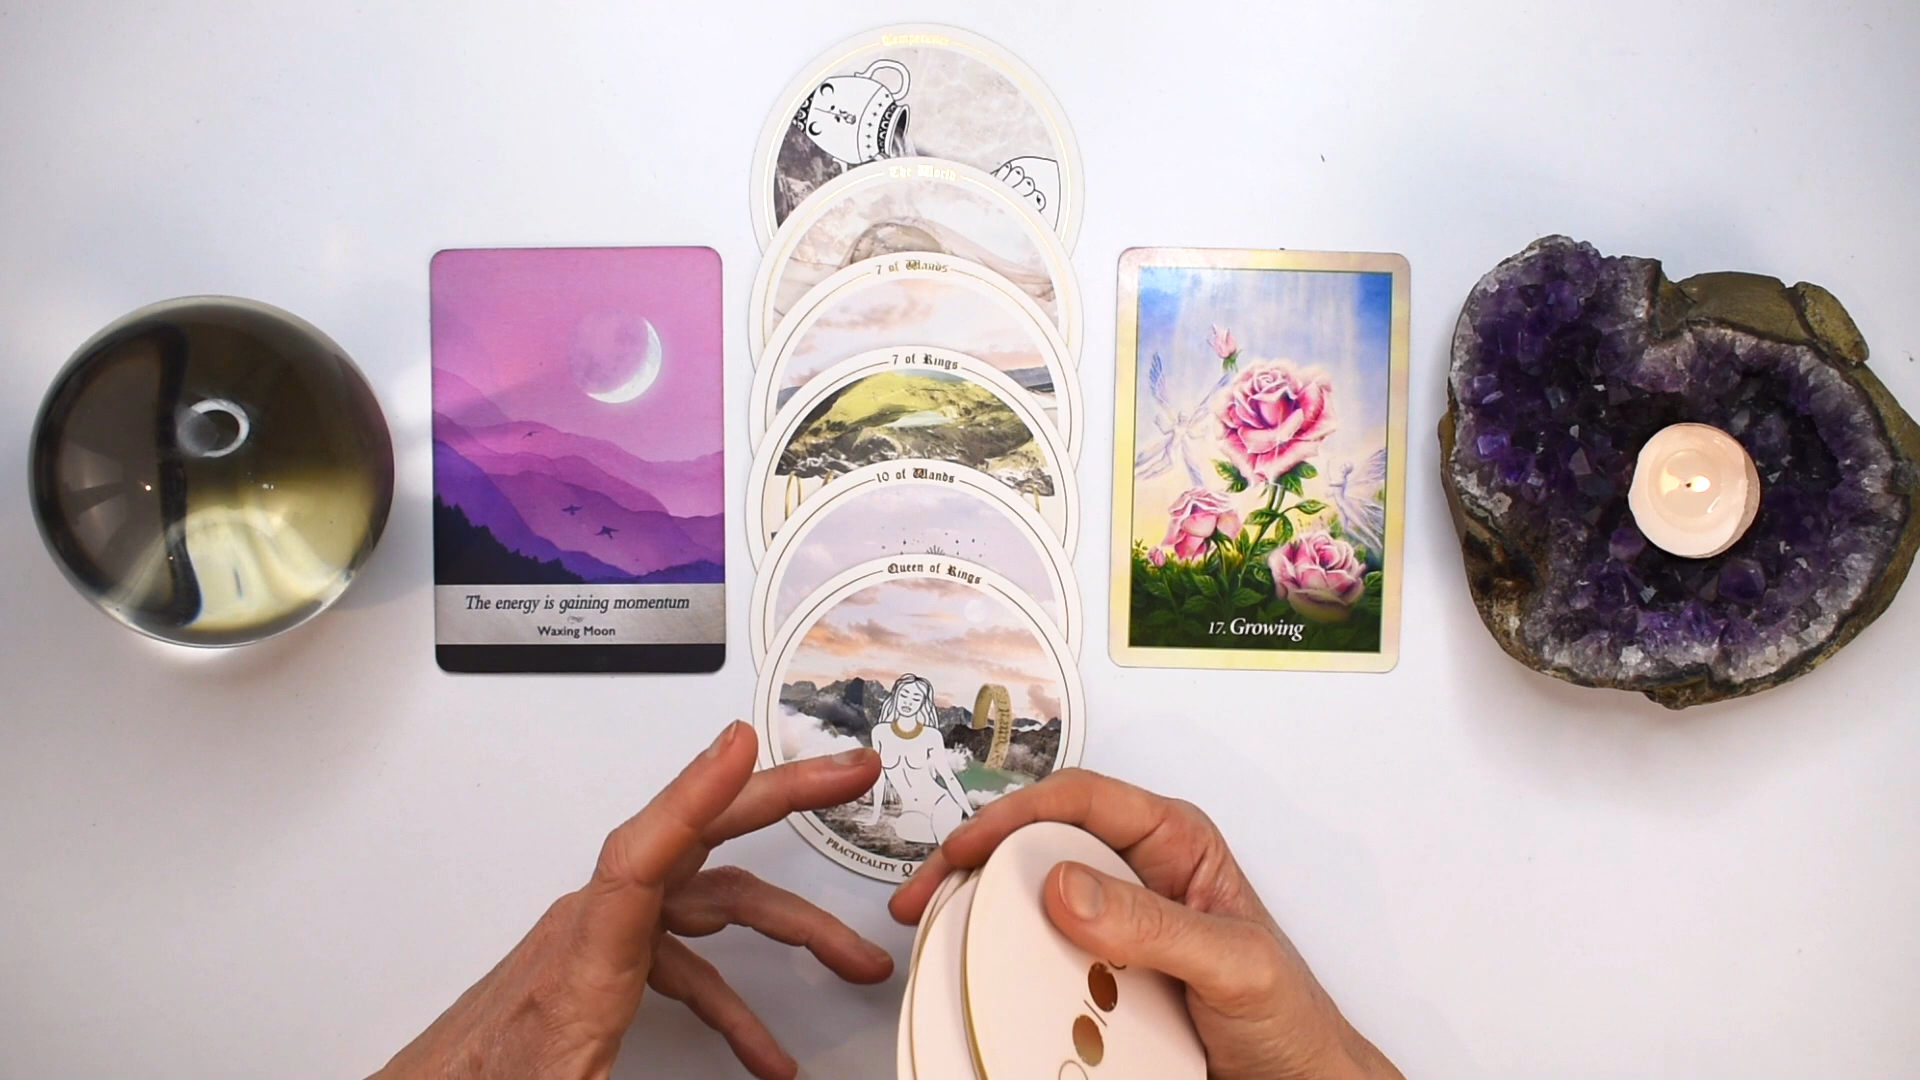 Temperance
The World
7 of Wands
7 of Rings
10 of Wands
Queen of Rings
PRACTICALITY Q
The energy is gaining momentum
Waxing Moon
17. Growing